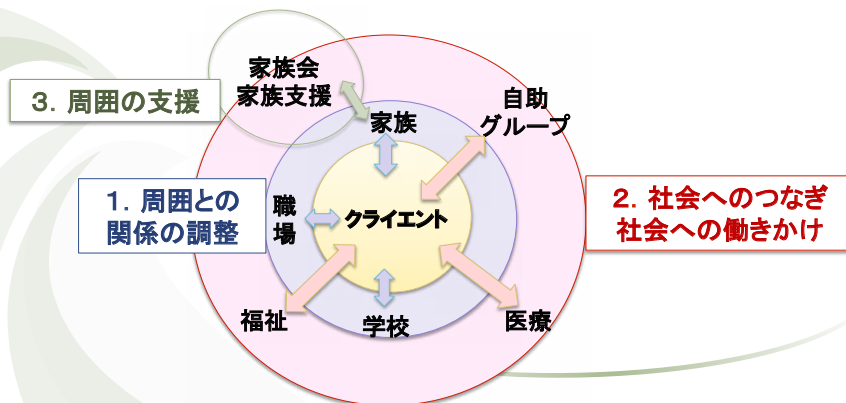 家族会
家族支援
3．周囲の支援
自助
グループ
家族
1．周囲との
関係の調整
職
場
クライエント
2．社会へのつなぎ
社会への働きかけ
福祉
学校
医療